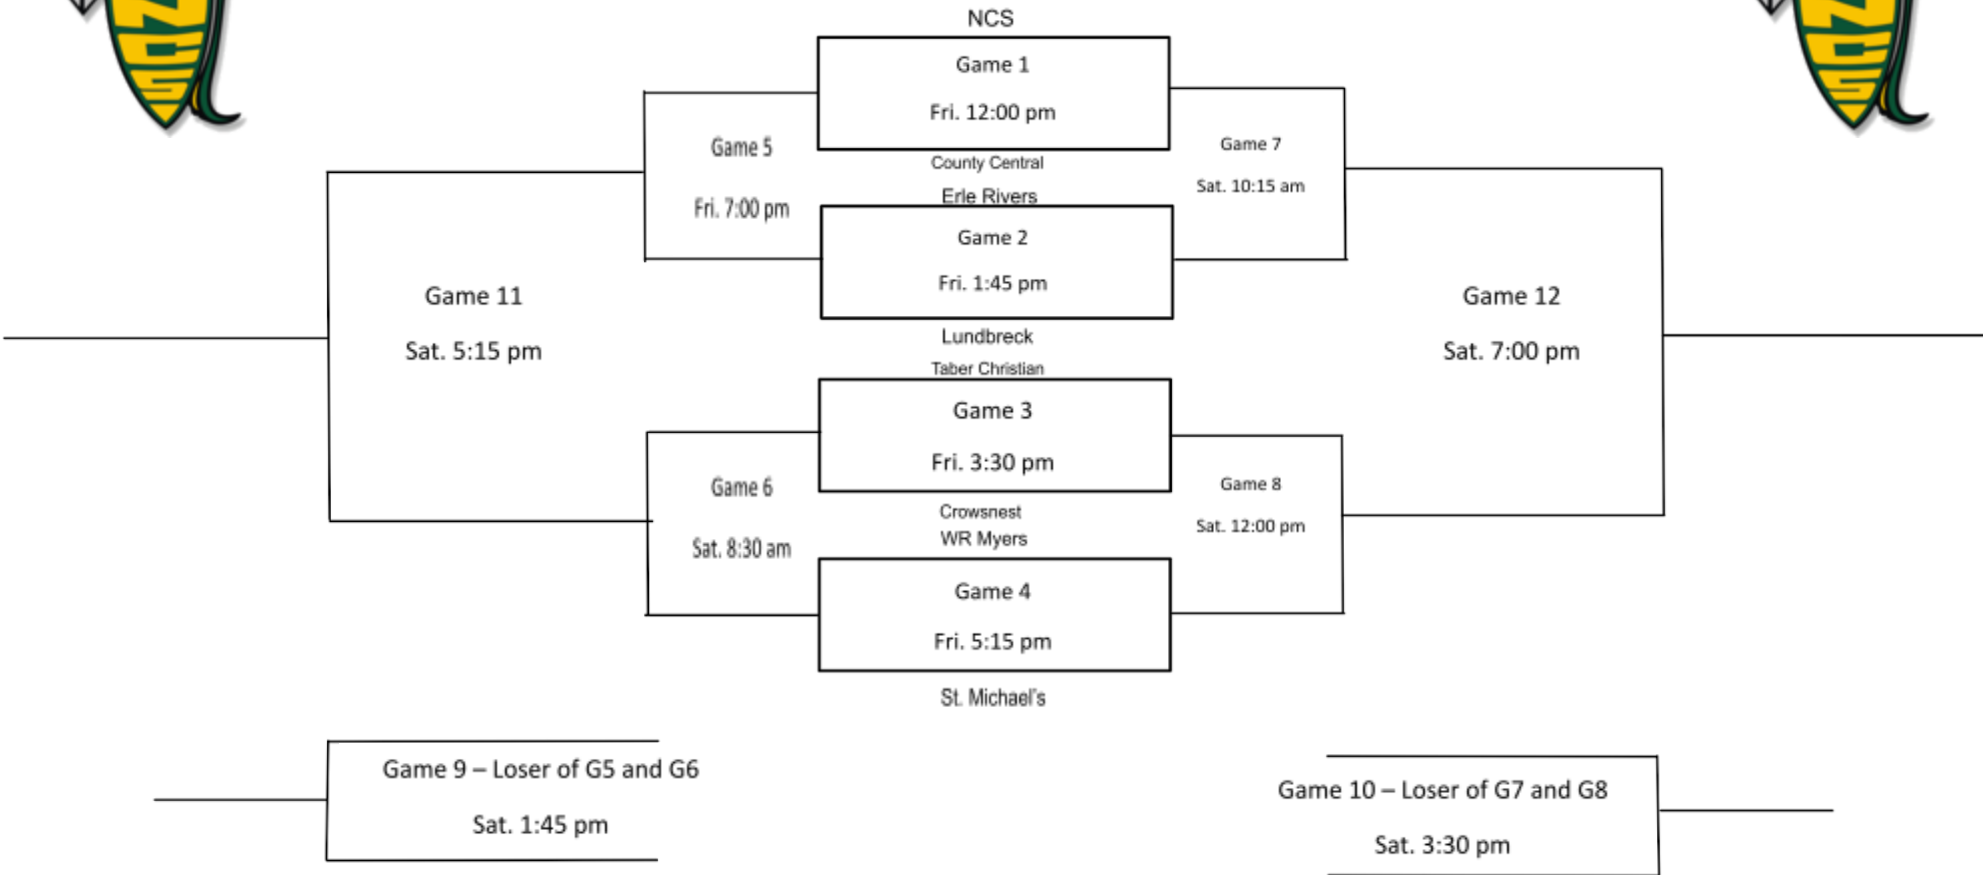 NCS
NCS
NCS
Game 1
Fri. 12:00 pm
County Central
Game 5
Fri. 7:00 pm
Game 7
Sat. 10:15 am
Erle Rivers
Game 2
Fri. 1:45 pm
Lundbreck
Game 11
Sat. 5:15 pm
Game 12
Sat. 7:00 pm
Taber Christian
Game 3
Fri. 3:30 pm
Crowsnest
Game 6
Sat. 8:30 am
Game 8
Sat. 12:00 pm
WR Myers
Game 4
Fri. 5:15 pm
St. Michael's
Game 9 – Loser of G5 and G6
Sat. 1:45 pm
Game 10 – Loser of G7 and G8
Sat. 3:30 pm